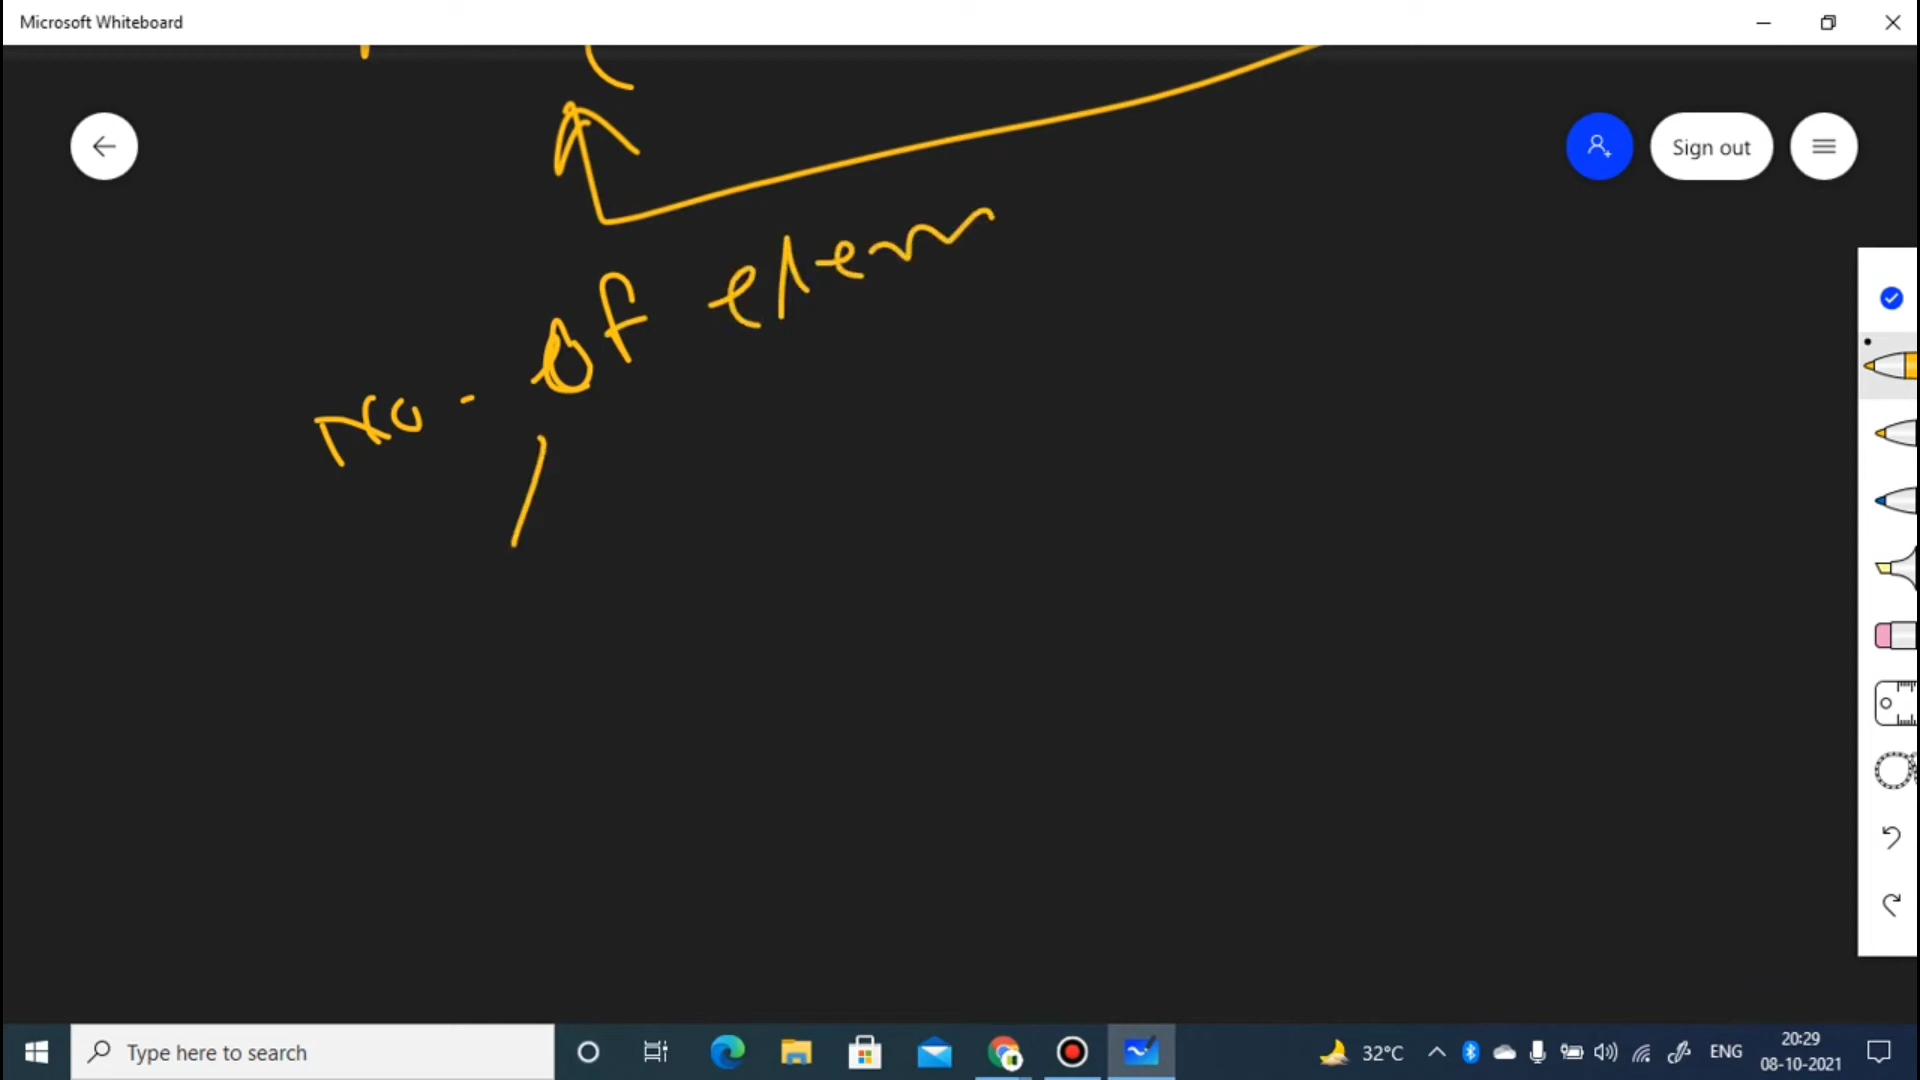 Microsoft Whiteboard
Sign out
No. of elem
Type here to search
32°C
ENG
20:29
08-10-2021